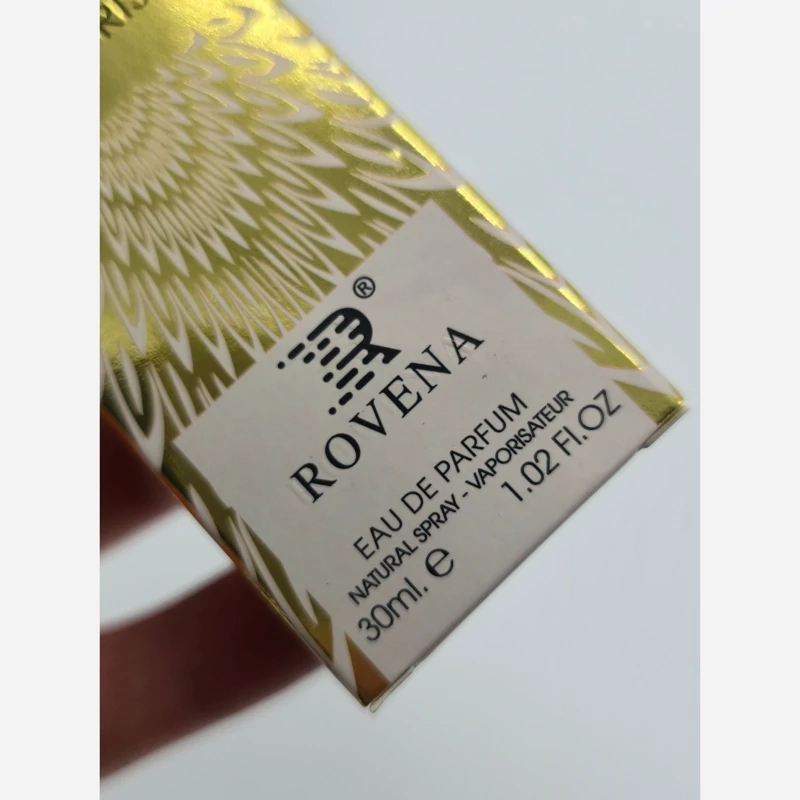 R®
ROVENA
EAU DE PARFUM
NATURAL SPRAY - VAPORISATEUR
30ml. e 1.02 Fl.OZ